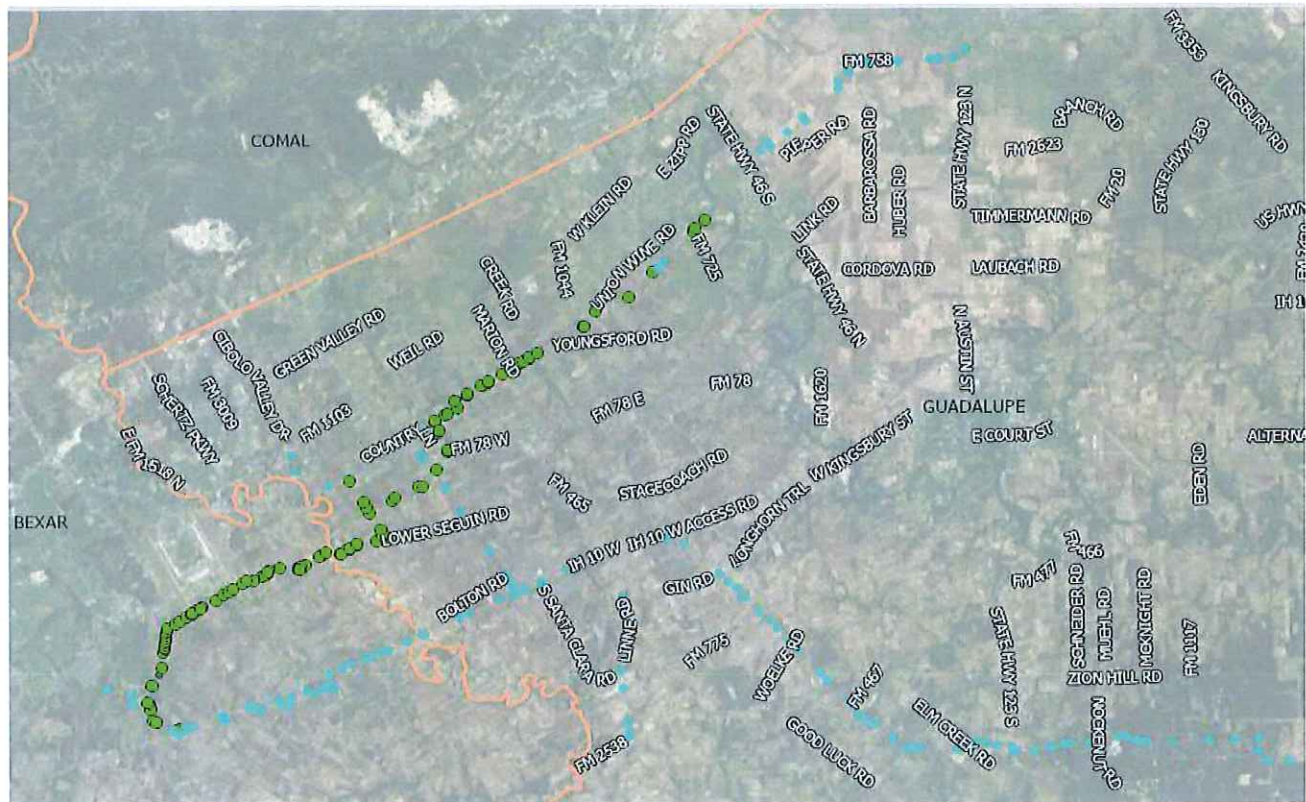 FM 3353
FM 758
KINGSBURY RD
BRANCH RD
STATE HWY 123 N
COMAL
E ZIPP RD
STATE HWY 46 S
PIEPER RD
BARBAROSSA RD
FM 2623
STATE HWY 130
HUBER RD
FM 20
W KLEIN RD
LINK RD
TIMMERMANN RD
US HWY
UNION WINE RD
FM 725
FM 1044
CREEK RD
CORDOVA RD
LAUBACH RD
STATE HWY 46 N
IH 1
GREEN VALLEY RD
MARION RD
WEIL RD
YOUNGSFORD RD
N AUSTIN ST
CIBOLO VALLEY DR
FM 3009
SCHERTZ PKWY
FM 78
FM 1620
FM 78 E
GUADALUPE
FM 1103
COUNTRY LN
FM 78 W
E COURT ST
ALTERNA
W KINGSBURY ST
E FM 1518 N
STAGECOACH RD
EDEN RD
FM 465
BEXAR
LOWER SEGUIN RD
IH 10 W
IH 10 W ACCESS RD
LONGHORN TRL
466
FM 477
BOLTON RD
GIN RD
SCHNEIDER RD
MUEHL RD
MCKNIGHT RD
S SANTA CLARA RD
LINNE RD
FM 775
WOELKE RD
STATE HWY 123 S
FM 1117
ZION HILL RD
FM 467
ELM CREEK RD
FM 2538
GOOD LUCK RD